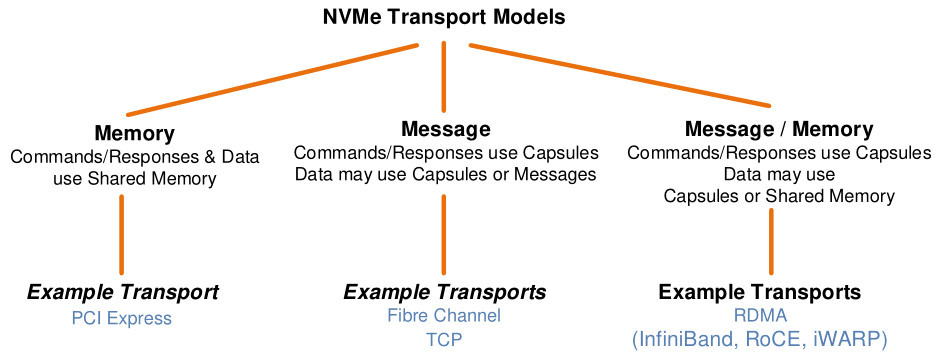 NVMe Transport Models
Memory
Commands/Responses & Data
use Shared Memory
Message
Commands/Responses use Capsules
Data may use Capsules or Messages
Message / Memory
Commands/Responses use Capsules
Data may use
Capsules or Shared Memory
Example Transport
PCI Express
Example Transports
Fibre Channel
TCP
Example Transports
RDMA
(InfiniBand, RoCE, iWARP)